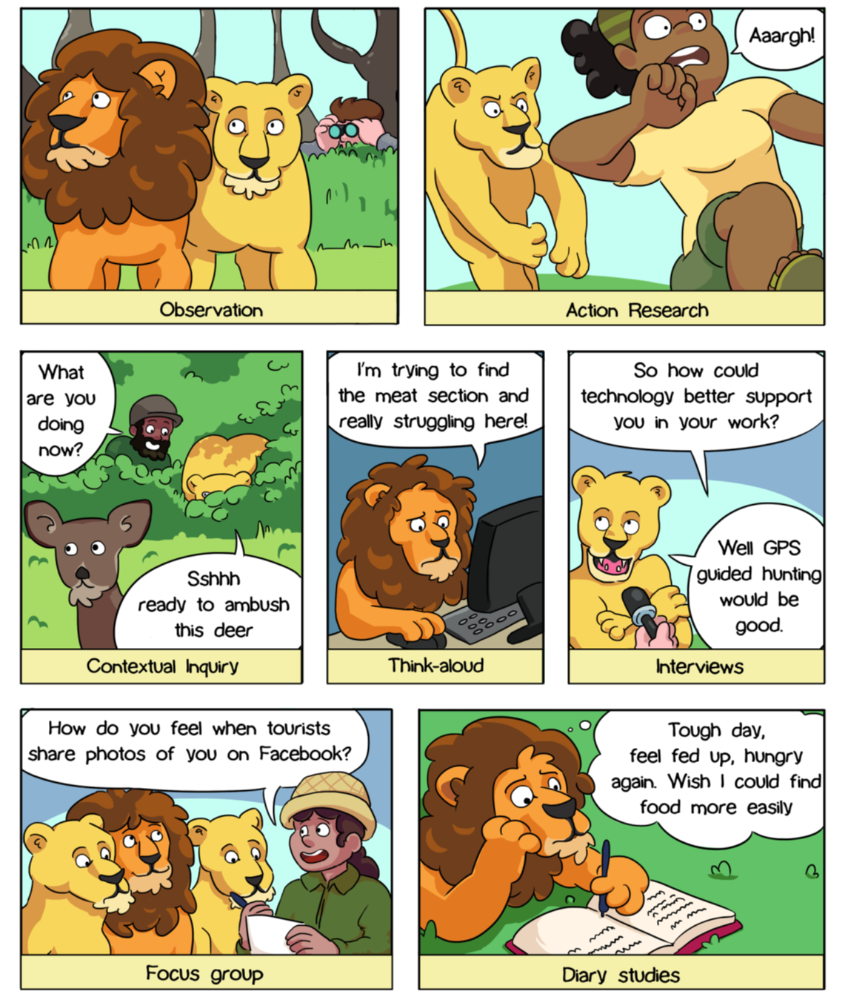 Observation
Aaargh!
Action Research
What
are you
doing
now?
Sshhh
ready to ambush
this deer
Contextual Inquiry
I'm trying to find
the meat section and
really struggling here!
Think-aloud
So how could
technology better support
you in your work?
Well GPS
guided hunting
would be
good.
Interviews
How do you feel when tourists
share photos of you on Facebook?
Focus group
Tough day,
feel fed up, hungry
again. Wish I could find
food more easily
Diary studies